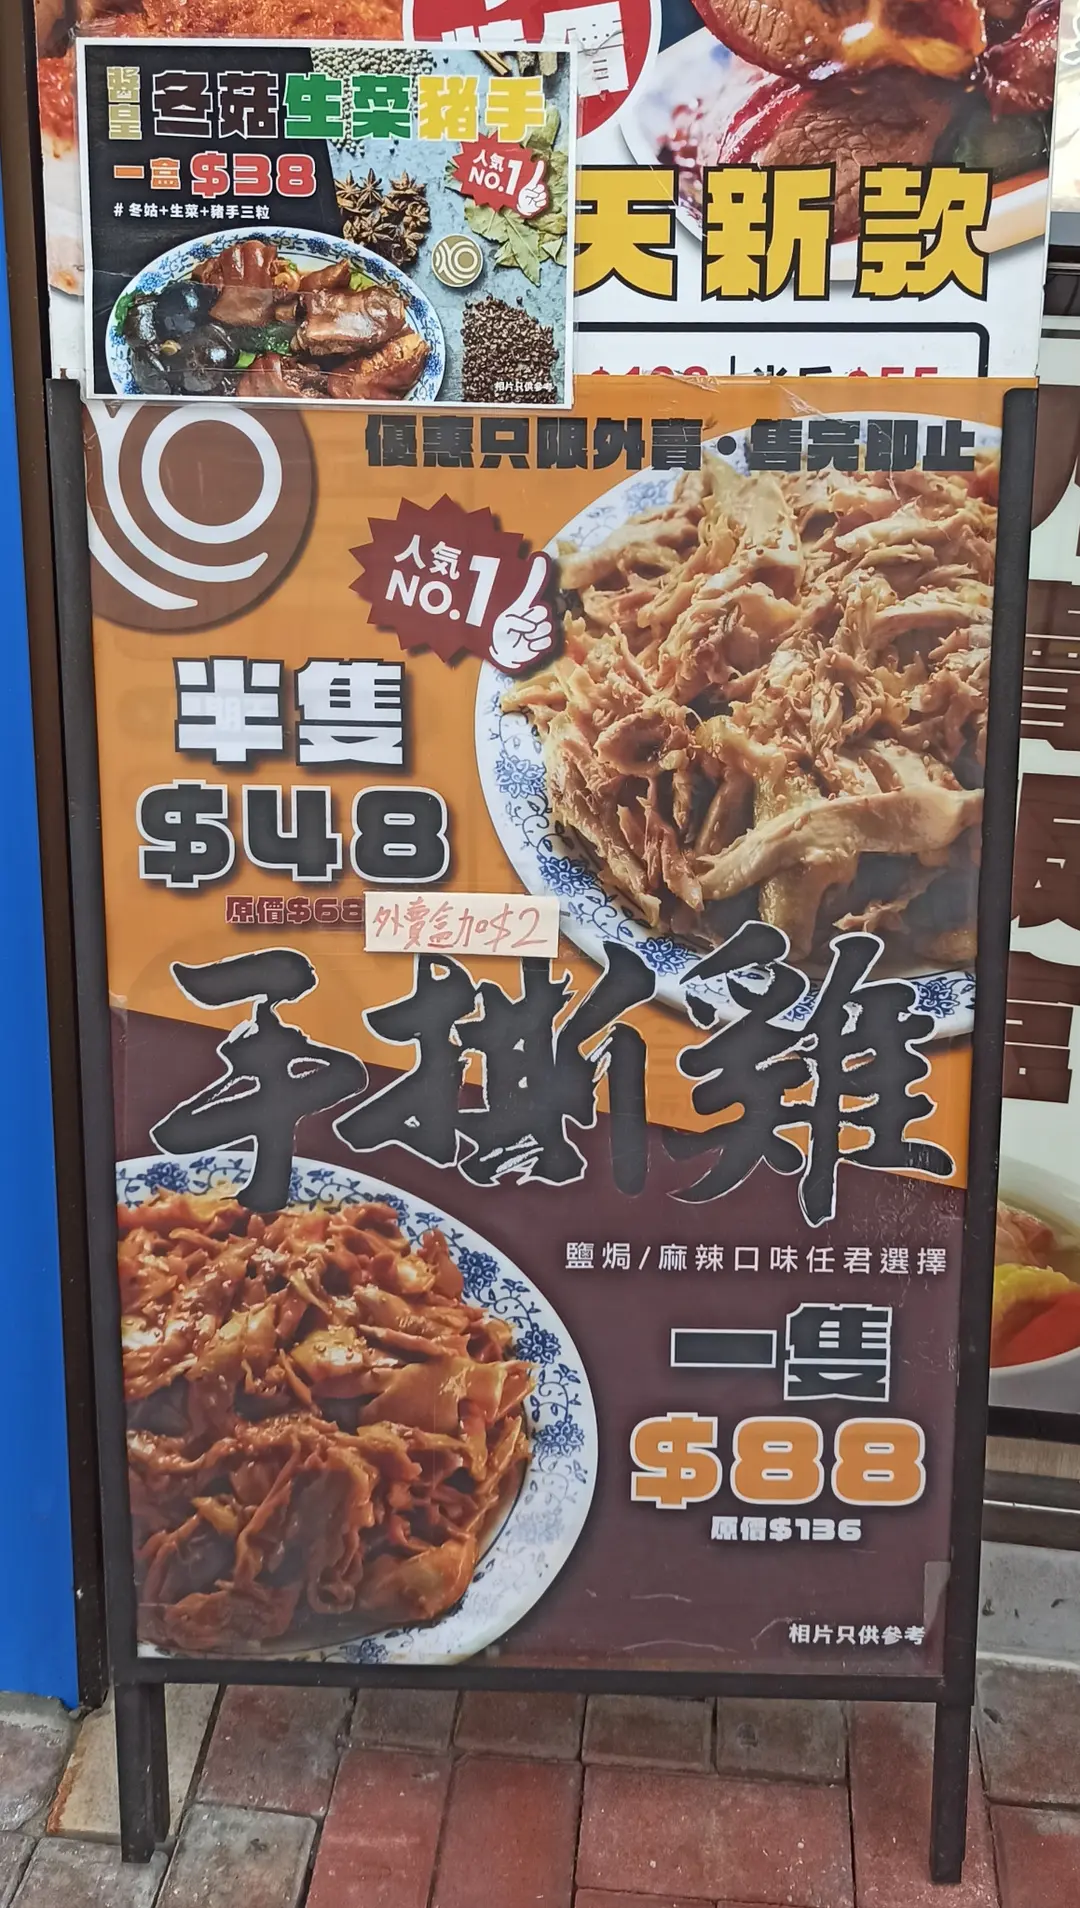 醬皇
冬菇生菜豬手
一盒 $38
人気
NO.1
# 冬姑+生菜+豬手三粒
相片只供參考
天新款
優惠只限外賣•售完即止
人気
NO.1
半隻
$48
原價$68
外賣盒加$2
手撕雞
鹽焗/麻辣口味任君選擇
一隻
$88
原價$136
相片只供參考